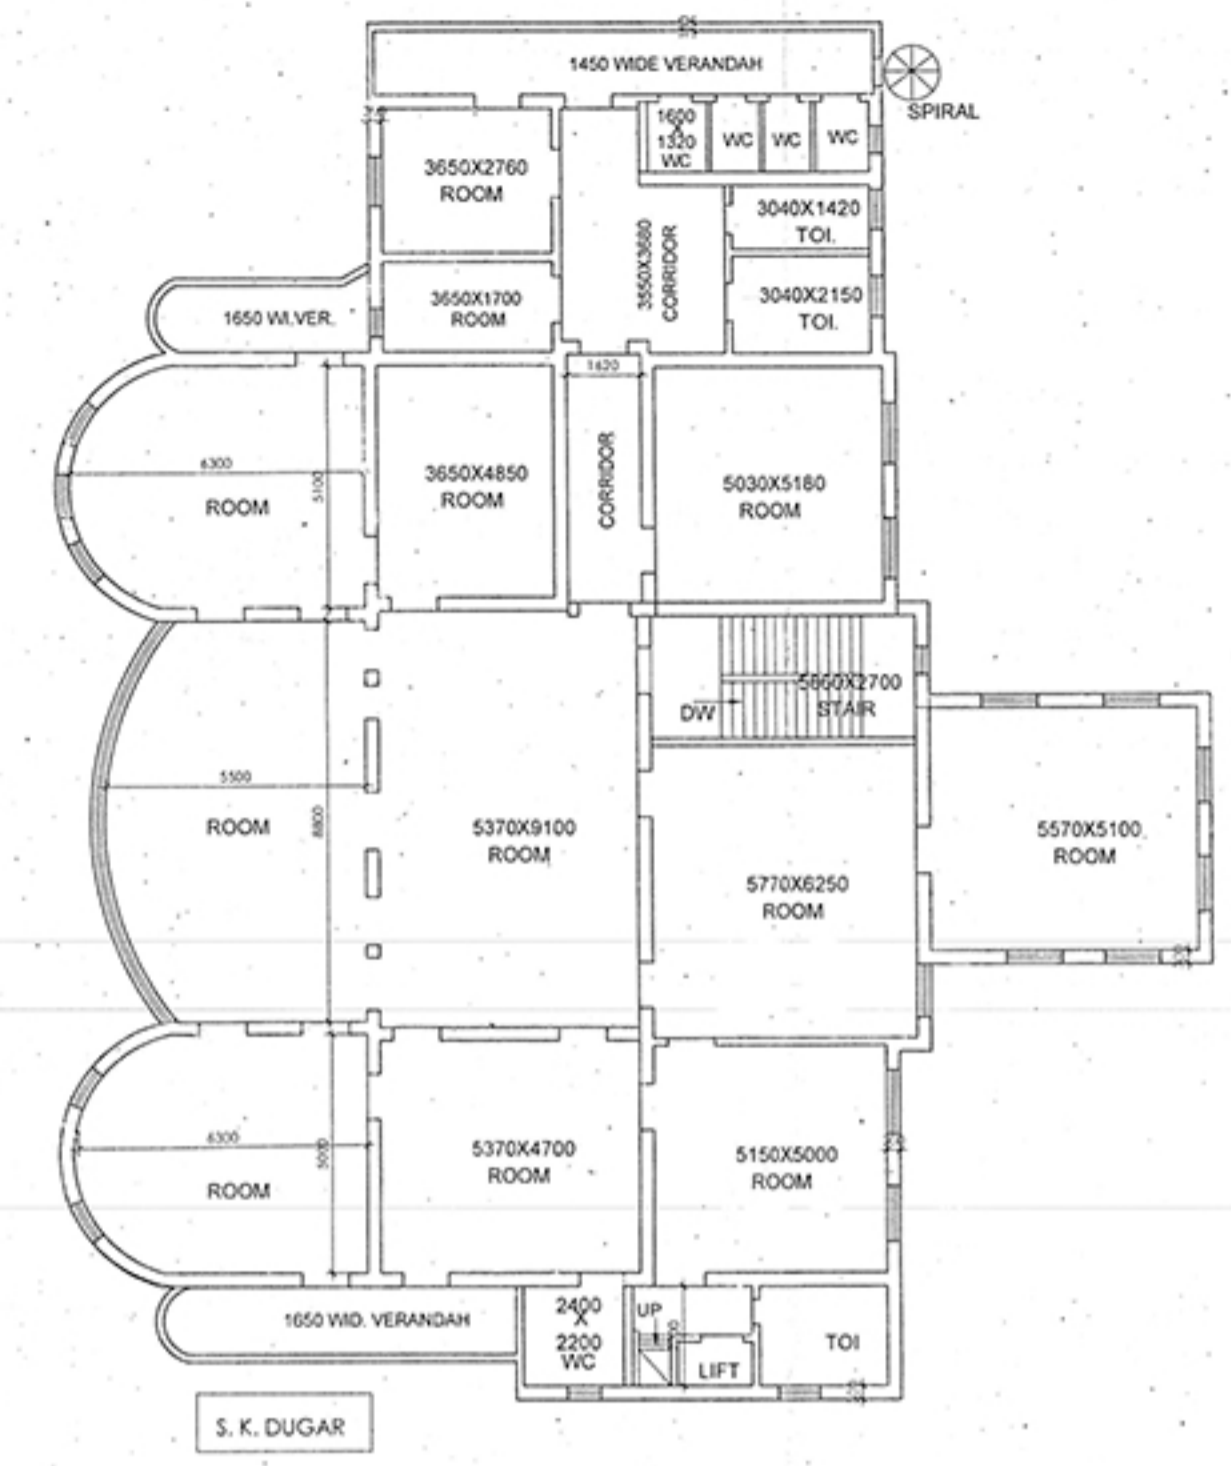 1450 WIDE VERANDAH
SPIRAL
1600
X
1320
WC
WC
WC
WC
3650X2760
ROOM
3040X1420
TOI.
3550X3680
CORRIDOR
3650X1700
ROOM
3040X2150
TOI.
1650 WI.VER.
1620
6300
5100
ROOM
3650X4850
ROOM
CORRIDOR
5030X5180
ROOM
5860X2700
STAIR
DW
5500
8800
ROOM
5370X9100
ROOM
5770X6250
ROOM
5570X5100
ROOM
300
6300
5000
ROOM
5370X4700
ROOM
5150X5000
ROOM
1650 WID. VERANDAH
2400
X
2200
WC
UP
LIFT
TOI
S. K. DUGAR